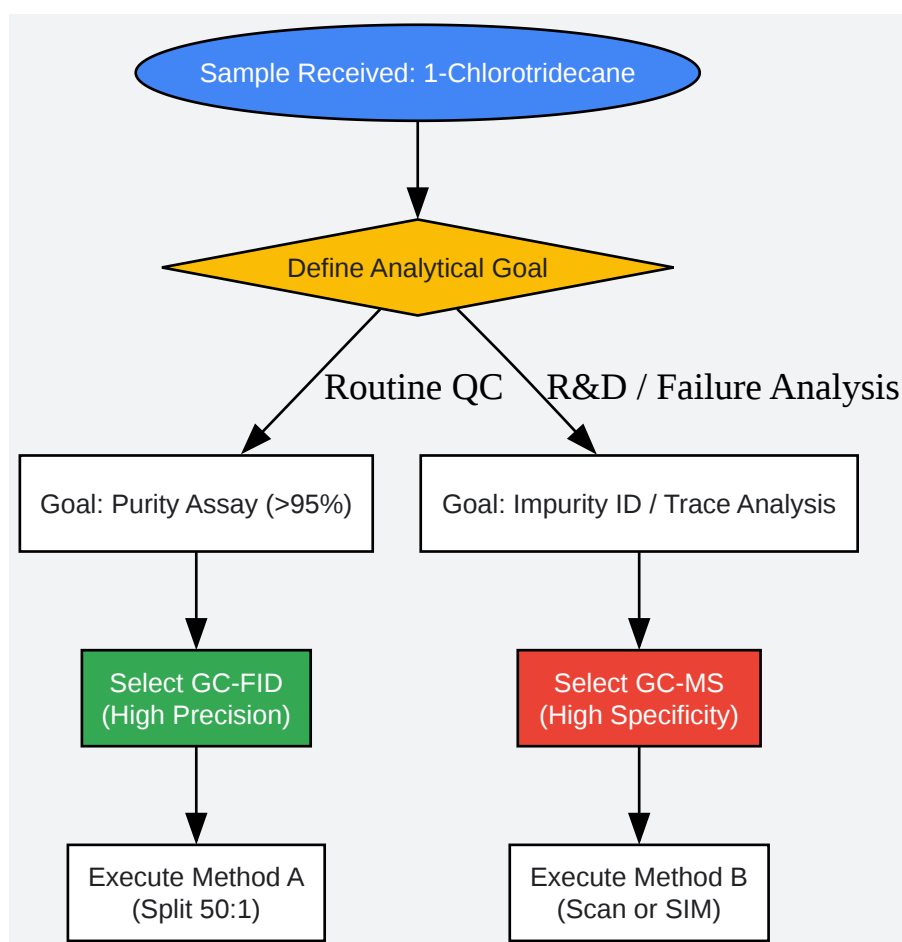 Sample Received: 1-Chlorotridecane
Define Analytical Goal
Routine QC
R&D / Failure Analysis
Goal: Purity Assay (>95%)
Goal: Impurity ID / Trace Analysis
Select GC-FID
(High Precision)
Select GC-MS
(High Specificity)
Execute Method A
(Split 50:1)
Execute Method B
(Scan or SIM)